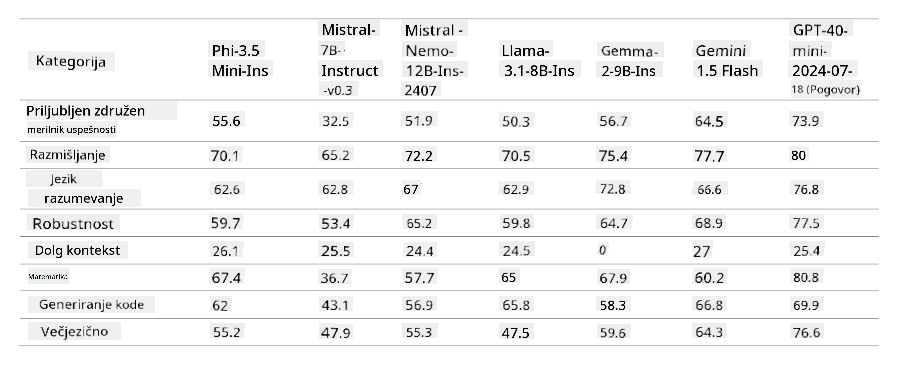 Kategorija Phi-3.5 Mini-Ins Mistral-7B-Instruct-v0.3 Mistral -Nemo-12B-Ins-2407 Llama-3.1-8B-Ins Gemma-2-9B-Ins Gemini 1.5 Flash GPT-40-mini-2024-07-18 (Pogovor)
Priljubljen združen merilnik uspešnosti 55.6 32.5 51.9 50.3 56.7 64.5 73.9
Razmišljanje 70.1 65.2 72.2 70.5 75.4 77.7 80
Jezik razumevanje 62.6 62.8 67 62.9 72.8 66.6 76.8
Robustnost 59.7 53.4 65.2 59.8 64.7 68.9 77.5
Dolg kontekst 26.1 25.5 24.4 24.5 0 27 25.4
Matematika 67.4 36.7 57.7 65 67.9 60.2 80.8
Generiranje kode 62 43.1 56.9 65.8 58.3 66.8 69.9
Večjezično 55.2 47.9 55.3 47.5 59.6 64.3 76.6